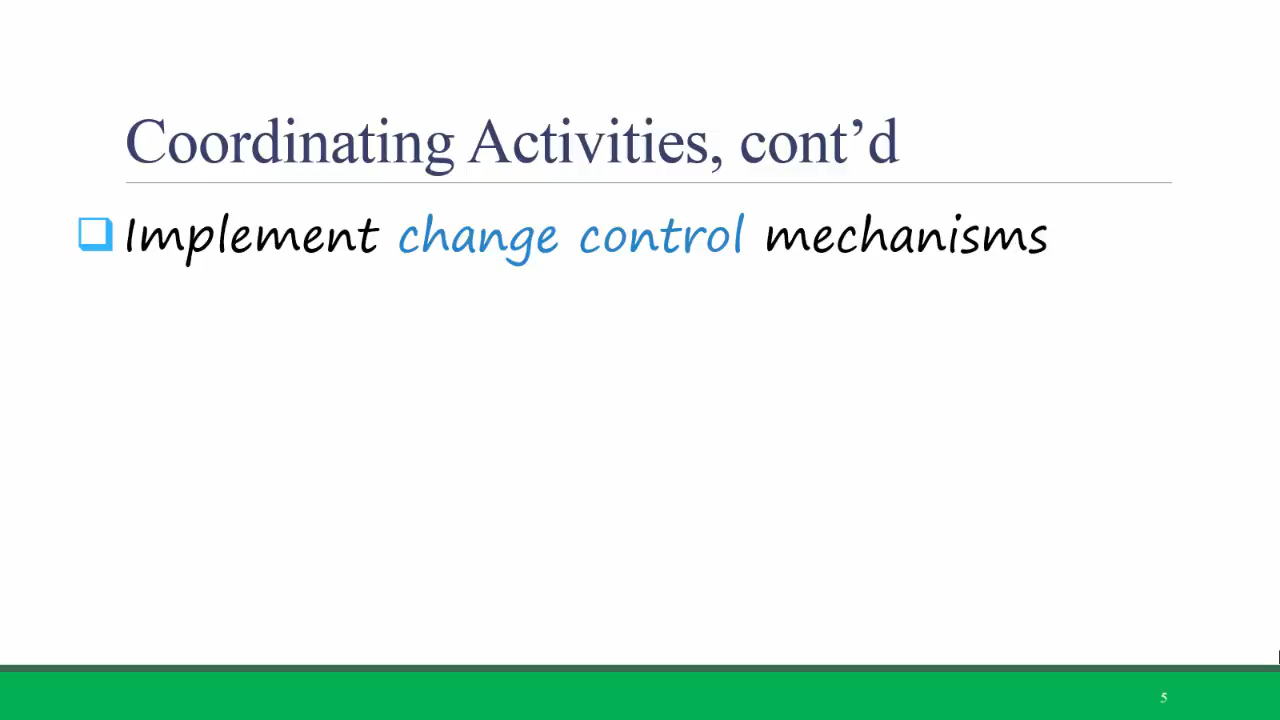 Coordinating Activities, cont’d
Implement change control mechanisms
5